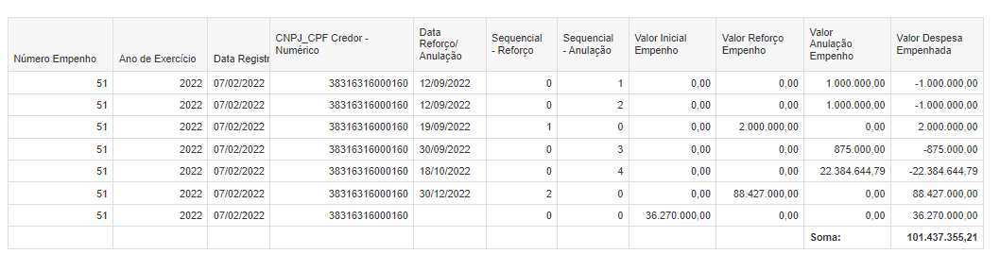 Número Empenho Ano de Exercício Data Registr CNPJ_CPF Credor - Numérico Data Reforço/ Anulação Sequencial - Reforço Sequencial - Anulação Valor Inicial Empenho Valor Reforço Empenho Valor Anulação Empenho Valor Despesa Empenhada
51 2022 07/02/2022 38316316000160 12/09/2022 0 1 0,00 0,00 1.000.000,00 -1.000.000,00
51 2022 07/02/2022 38316316000160 12/09/2022 0 2 0,00 0,00 1.000.000,00 -1.000.000,00
51 2022 07/02/2022 38316316000160 19/09/2022 1 0 0,00 2.000.000,00 0,00 2.000.000,00
51 2022 07/02/2022 38316316000160 30/09/2022 0 3 0,00 0,00 875.000,00 -875.000,00
51 2022 07/02/2022 38316316000160 18/10/2022 0 4 0,00 0,00 22.384.644,79 -22.384.644,79
51 2022 07/02/2022 38316316000160 30/12/2022 2 0 0,00 88.427.000,00 0,00 88.427.000,00
51 2022 07/02/2022 38316316000160 0 0 36.270.000,00 0,00 0,00 36.270.000,00
Soma: 101.437.355,21